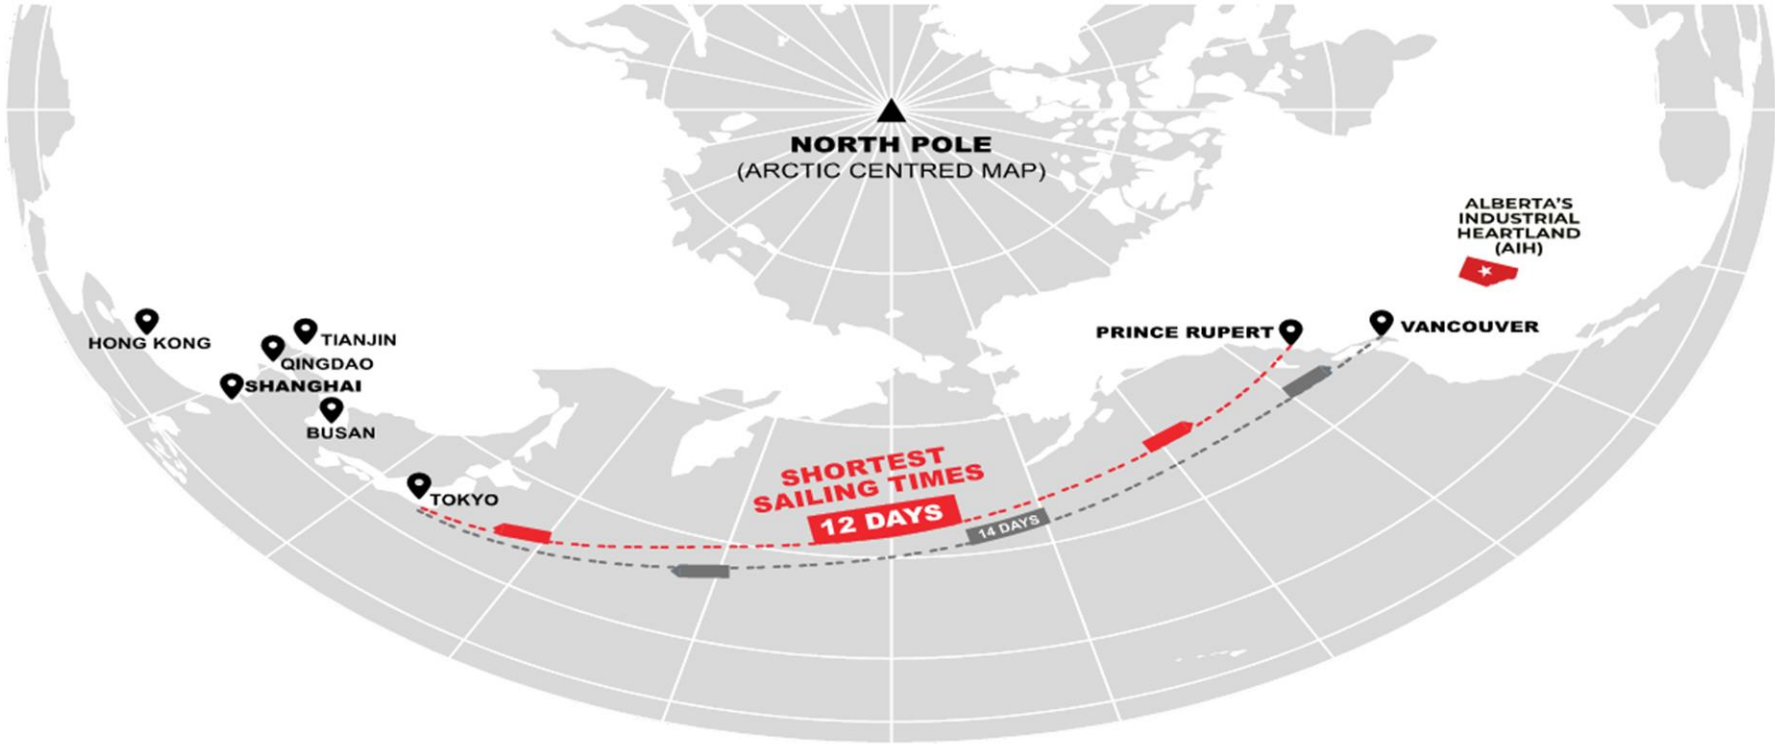 NORTH POLE
(ARCTIC CENTRED MAP)
ALBERTA'S
INDUSTRIAL
HEARTLAND
(AIH)
HONG KONG
TIANJIN
QINGDAO
SHANGHAI
BUSAN
TOKYO
PRINCE RUPERT
VANCOUVER
SHORTEST
SAILING TIMES
12 DAYS
14 DAYS